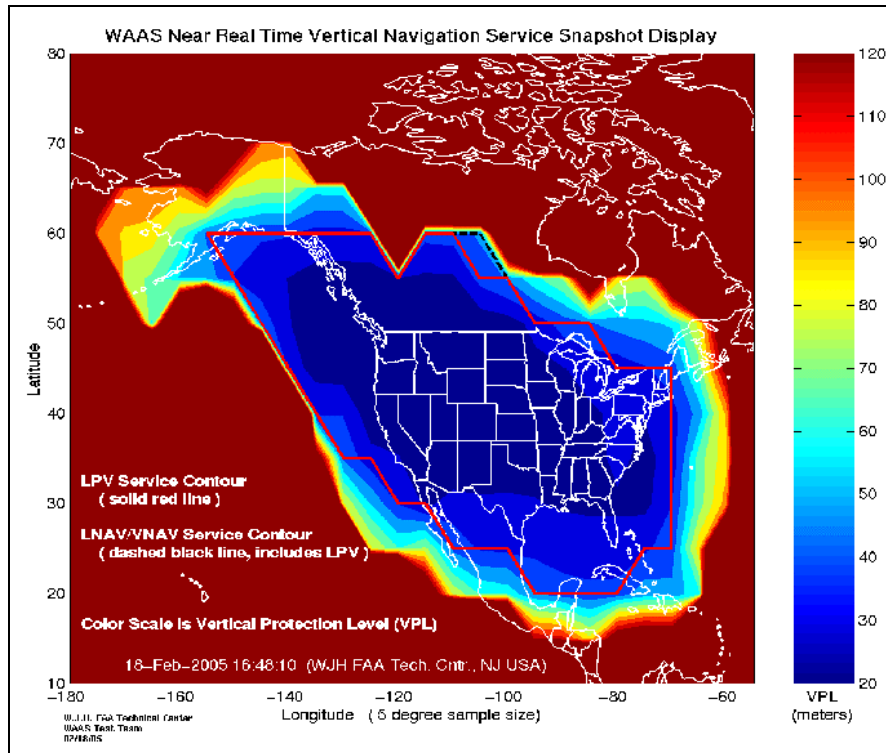 WAAS Near Real Time Vertical Navigation Service Snapshot Display
80
70
60
50
40
30
20
10
Latitude
LPV Service Contour
( solid red line )
LNAV/VNAV Service Contour
( dashed black line, includes LPV )
Color Scale is Vertical Protection Level (VPL)
18-Feb-2005 16:48:10 (WJH FAA Tech. Cntr., NJ USA)
-180 -160 -140 -120 -100 -80 -60
Longitude ( 5 degree sample size)
120
110
100
90
80
70
60
50
40
30
20
VPL
(meters)
W.J.H. FAA Technical Center
WAAS Test Team
02/18/05